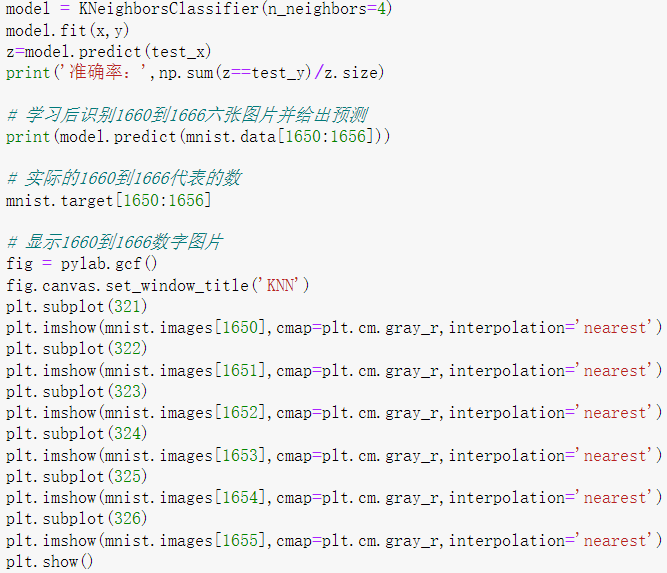 model = KNeighborsClassifier(n_neighbors=4)
model.fit(x,y)
z=model.predict(test_x)
print('准确率：',np.sum(z==test_y)/z.size)
# 学习后识别1660到1666六张图片并给出预测
print(model.predict(mnist.data[1650:1656]))
# 实际的1660到1666代表的数
mnist.target[1650:1656]
# 显示1660到1666数字图片
fig = pylab.gcf()
fig.canvas.set_window_title('KNN')
plt.subplot(321)
plt.imshow(mnist.images[1650],cmap=plt.cm.gray_r,interpolation='nearest')
plt.subplot(322)
plt.imshow(mnist.images[1651],cmap=plt.cm.gray_r,interpolation='nearest')
plt.subplot(323)
plt.imshow(mnist.images[1652],cmap=plt.cm.gray_r,interpolation='nearest')
plt.subplot(324)
plt.imshow(mnist.images[1653],cmap=plt.cm.gray_r,interpolation='nearest')
plt.subplot(325)
plt.imshow(mnist.images[1654],cmap=plt.cm.gray_r,interpolation='nearest')
plt.subplot(326)
plt.imshow(mnist.images[1655],cmap=plt.cm.gray_r,interpolation='nearest')
plt.show()